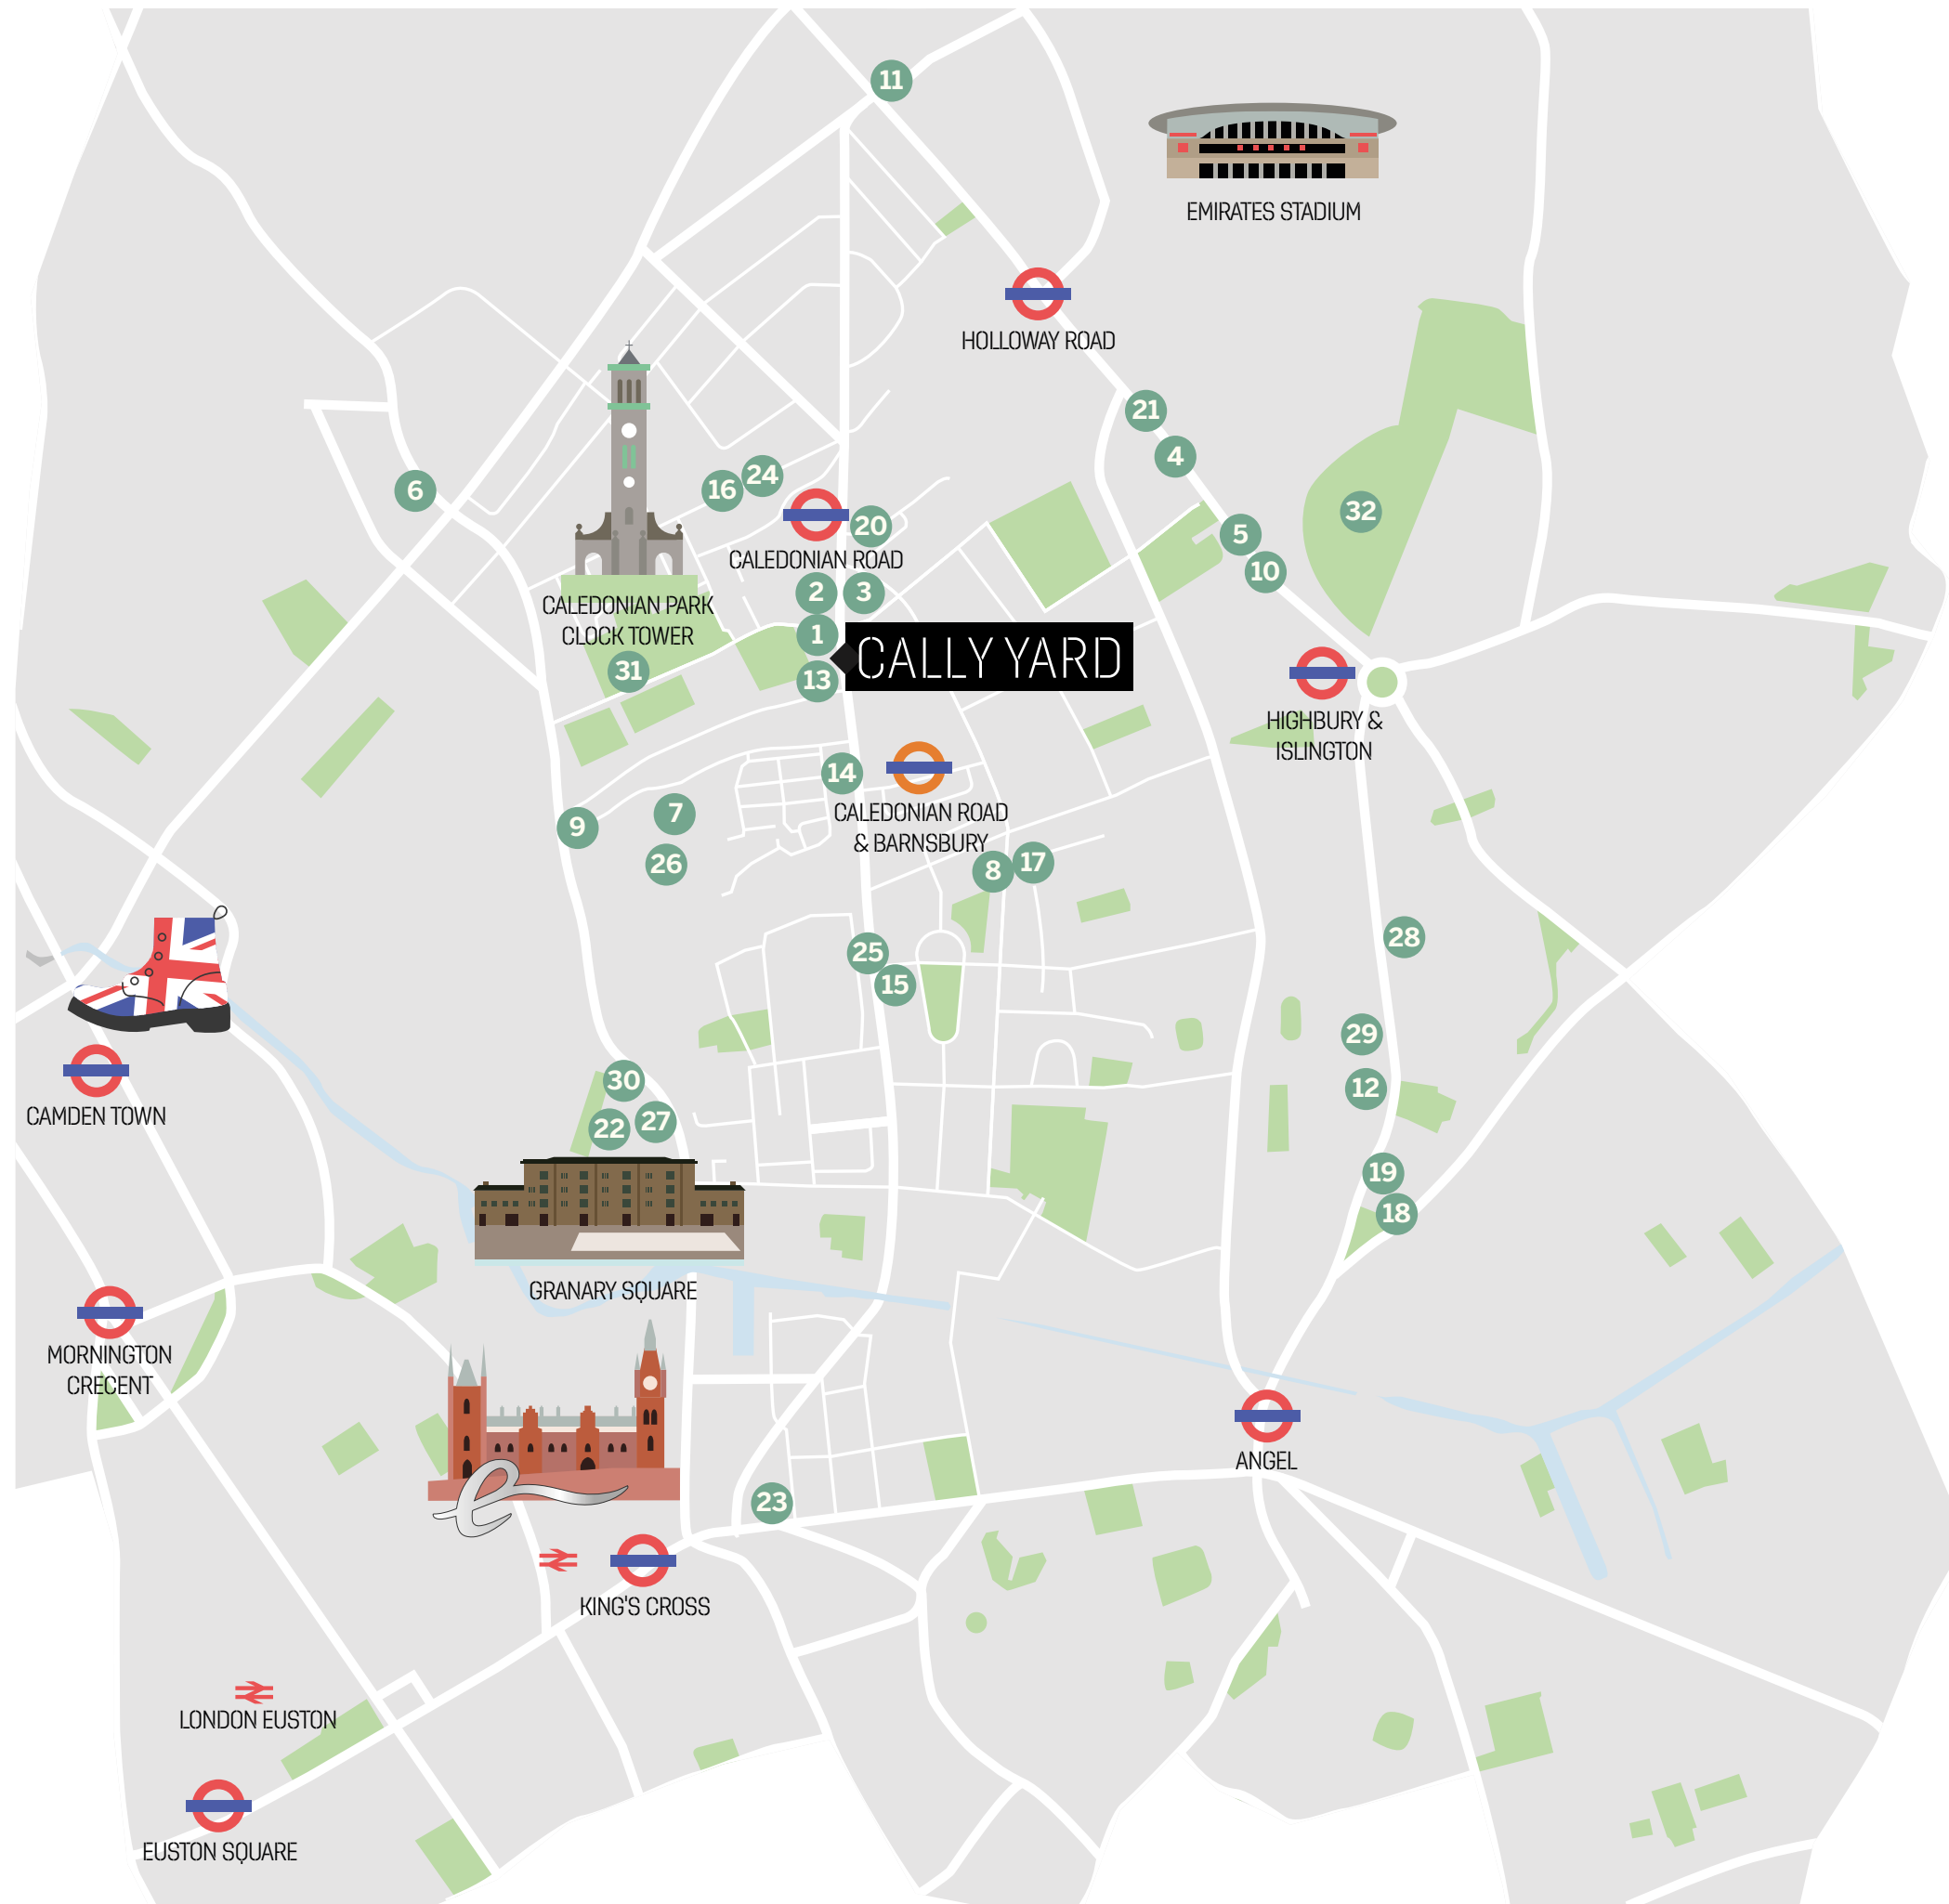 11
EMIRATES STADIUM
HOLLOWAY ROAD
21
4
6
16
24
20
CALEDONIAN ROAD
32
5
10
2
3
CALEDONIAN PARK
CLOCK TOWER
1
CALLY YARD
31
13
HIGHBURY &
ISLINGTON
14
CALEDONIAN ROAD
& BARNSBURY
7
9
26
8
17
28
25
15
29
30
12
22
27
CAMDEN TOWN
19
18
GRANARY SQUARE
MORNINGTON
CRECENT
ANGEL
e
23
KING'S CROSS
LONDON EUSTON
EUSTON SQUARE